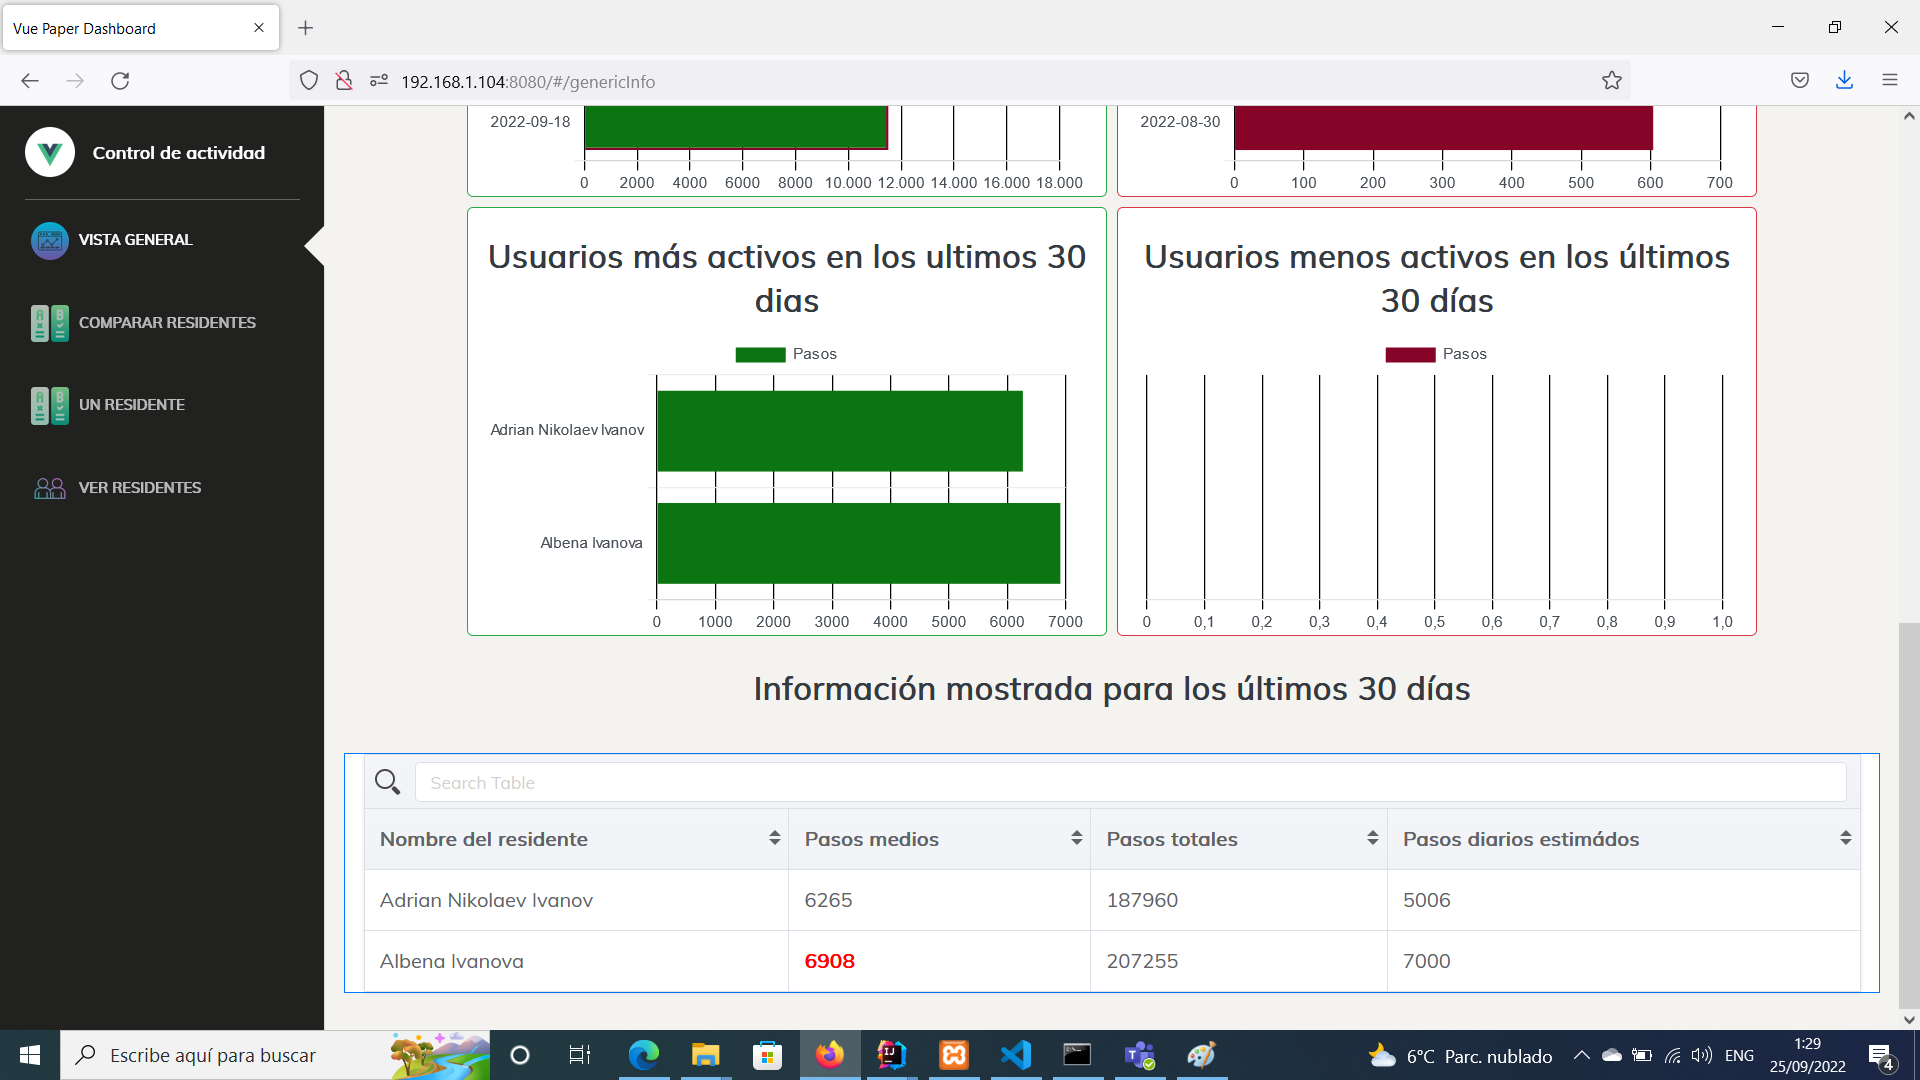 Vue Paper Dashboard
192.168.1.104:8080/#/genericInfo
Control de actividad
VISTA GENERAL
COMPARAR RESIDENTES
UN RESIDENTE
VER RESIDENTES
2022-09-18
0 2000 4000 6000 8000 10.000 12.000 14.000 16.000 18.000
2022-08-30
0 100 200 300 400 500 600 700
Usuarios más activos en los ultimos 30
dias
Pasos
Adrian Nikolaev Ivanov
Albena Ivanova
0 1000 2000 3000 4000 5000 6000 7000
Usuarios menos activos en los últimos
30 días
Pasos
0 0,1 0,2 0,3 0,4 0,5 0,6 0,7 0,8 0,9 1,0
Información mostrada para los últimos 30 días
Search Table
Nombre del residente Pasos medios Pasos totales Pasos diarios estimádos
Adrian Nikolaev Ivanov 6265 187960 5006
Albena Ivanova 6908 207255 7000
Escribe aquí para buscar
6°C Parc. nublado
ENG
1:29
25/09/2022
4